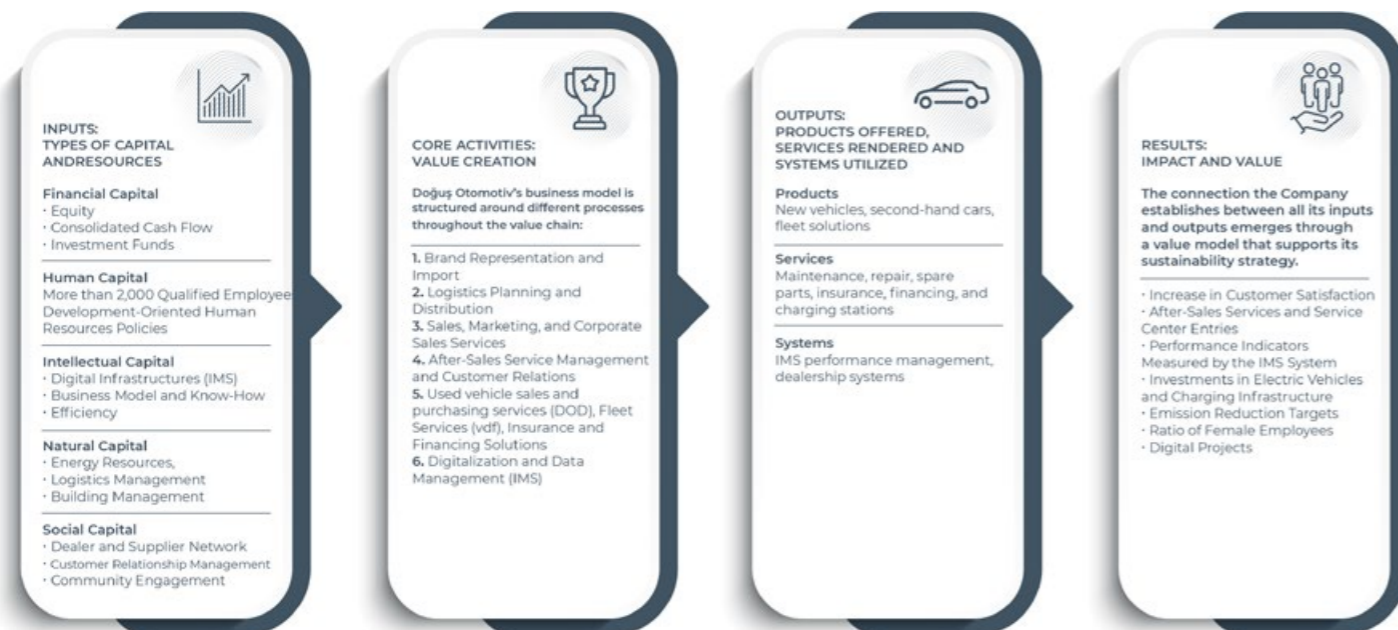 INPUTS:
TYPES OF CAPITAL
ANDRESOURCES
Financial Capital
· Equity
· Consolidated Cash Flow
· Investment Funds
Human Capital
More than 2,000 Qualified Employee
Development-Oriented Human
Resources Policies
Intellectual Capital
· Digital Infrastructures (IMS)
· Business Model and Know-How
· Efficiency
Natural Capital
· Energy Resources,
· Logistics Management
· Building Management
Social Capital
· Dealer and Supplier Network
· Customer Relationship Management
· Community Engagement
CORE ACTIVITIES:
VALUE CREATION
Doğuş Otomotiv's business model is
structured around different processes
throughout the value chain:
1. Brand Representation and
Import
2. Logistics Planning and
Distribution
3. Sales, Marketing, and Corporate
Sales Services
4. After-Sales Service Management
and Customer Relations
5. Used vehicle sales and
purchasing services (DOD), Fleet
Services (vdf), Insurance and
Financing Solutions
6. Digitalization and Data
Management (IMS)
OUTPUTS:
PRODUCTS OFFERED,
SERVICES RENDERED AND
SYSTEMS UTILIZED
Products
New vehicles, second-hand cars,
fleet solutions
Services
Maintenance, repair, spare
parts, insurance, financing, and
charging stations
Systems
IMS performance management,
dealership systems
RESULTS:
IMPACT AND VALUE
The connection the Company
establishes between all its inputs
and outputs emerges through
a value model that supports its
sustainability strategy.
· Increase in Customer Satisfaction
· After-Sales Services and Service
Center Entries
· Performance Indicators
Measured by the IMS System
· Investments in Electric Vehicles
and Charging Infrastructure
· Emission Reduction Targets
· Ratio of Female Employees
· Digital Projects